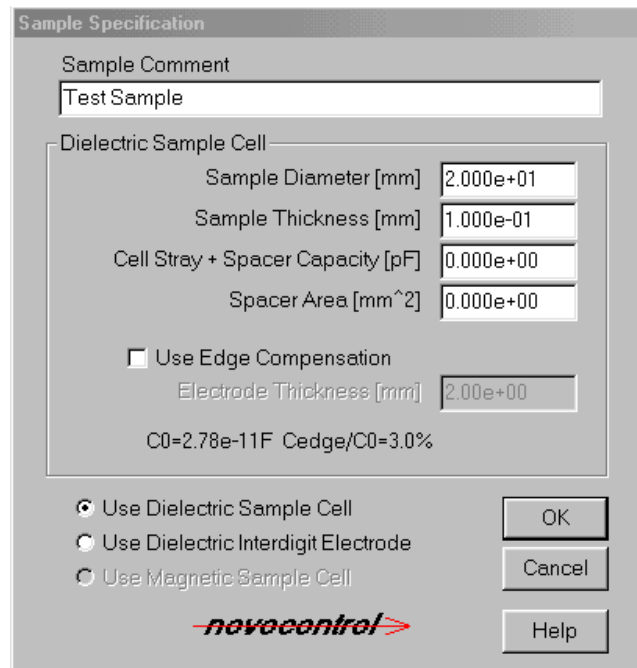 Sample Specification
Sample Comment
Test Sample
Dielectric Sample Cell
Sample Diameter [mm] 2.000e+01
Sample Thickness [mm] 1.000e-01
Cell Stray + Spacer Capacity [pF] 0.000e+00
Spacer Area [mm^2] 0.000e+00
Use Edge Compensation
Electrode Thickness [mm] 2.00e+00
C0=2.78e-11F Cedge/C0=3.0%
Use Dielectric Sample Cell
Use Dielectric Interdigit Electrode
Use Magnetic Sample Cell
OK
Cancel
novocontrol
Help